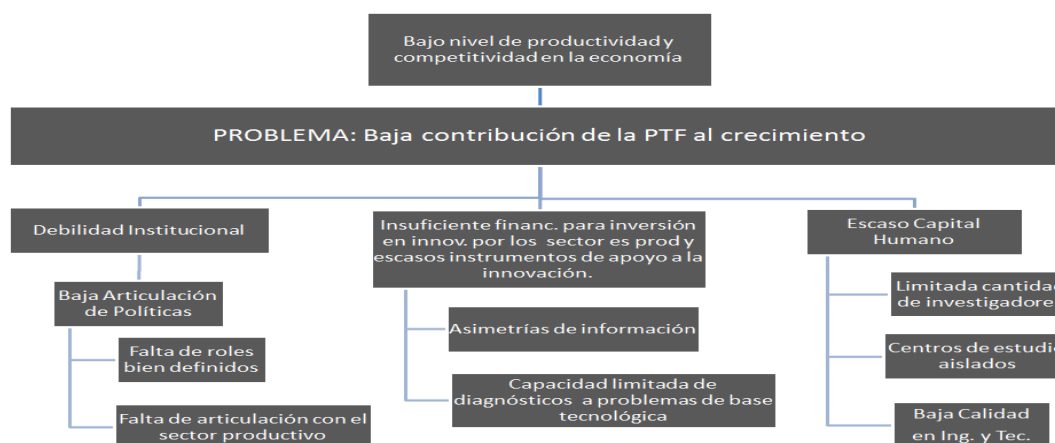 Bajo nivel de productividad y
competitividad en la economía
PROBLEMA: Baja contribución de la PTF al crecimiento
Debilidad Institucional
Baja Articulación
de Políticas
Falta de roles
bien definidos
Falta de articulación con el
sector productivo
Insuficiente financ. para inversión
en innov. por los sector es prod y
escasos instrumentos de apoyo a la
innovación.
Asimetrías de información
Capacidad limitada de
diagnósticos a problemas de base
tecnológica
Escaso Capital
Humano
Limitada cantidad
de investigadore
Centros de estudi
aislados
Baja Calidad
en Ing. y Tec.